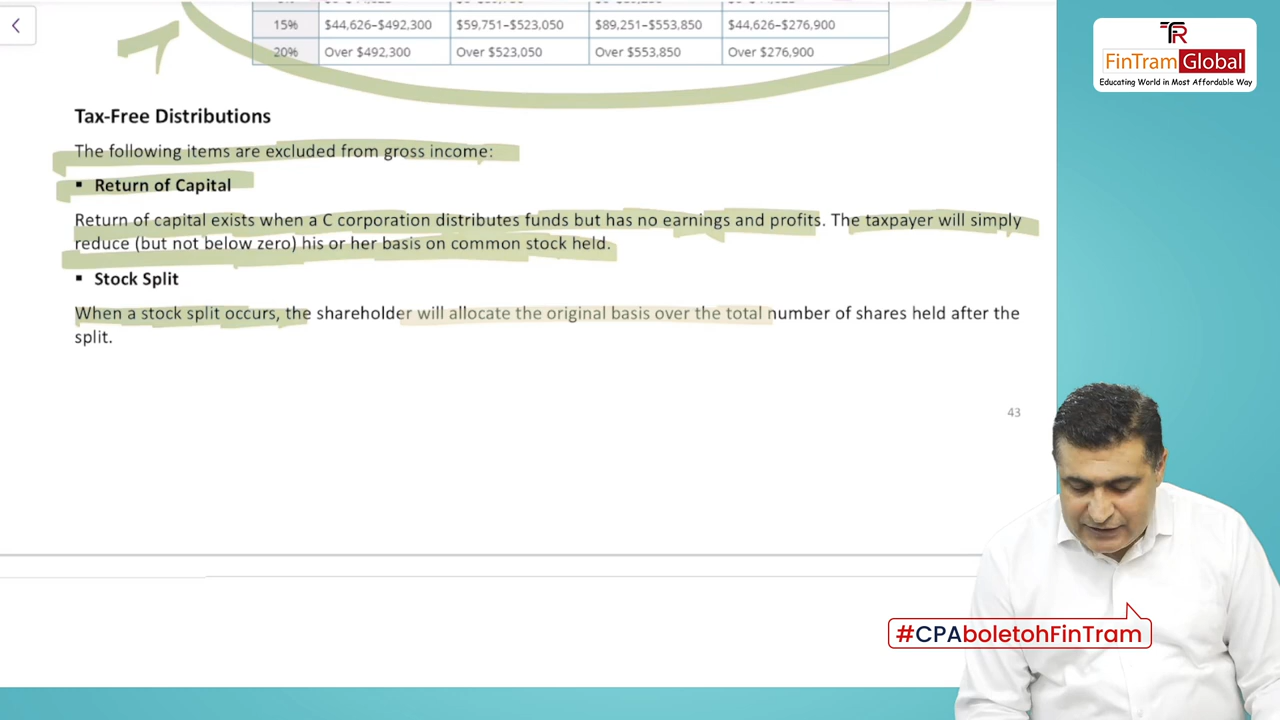 15% $44,626–$492,300 $59,751–$523,050 $89,251–$553,850 $44,626–$276,900
20% Over $492,300 Over $523,050 Over $553,850 Over $276,900
FR
FinTram Global
Educating World in Most Affordable Way
Tax-Free Distributions
The following items are excluded from gross income:
▪ Return of Capital
Return of capital exists when a C corporation distributes funds but has no earnings and profits. The taxpayer will simply
reduce (but not below zero) his or her basis on common stock held.
▪ Stock Split
When a stock split occurs, the shareholder will allocate the original basis over the total number of shares held after the
split.
43
#CPAboletohFinTram